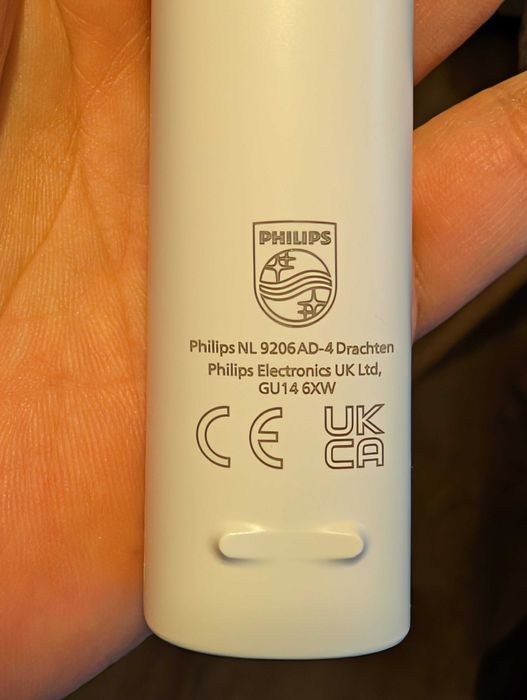 PHILIPS
Philips NL 9206AD-4 Drachten
Philips Electronics UK Ltd,
GU14 6XW
CE UK
CA